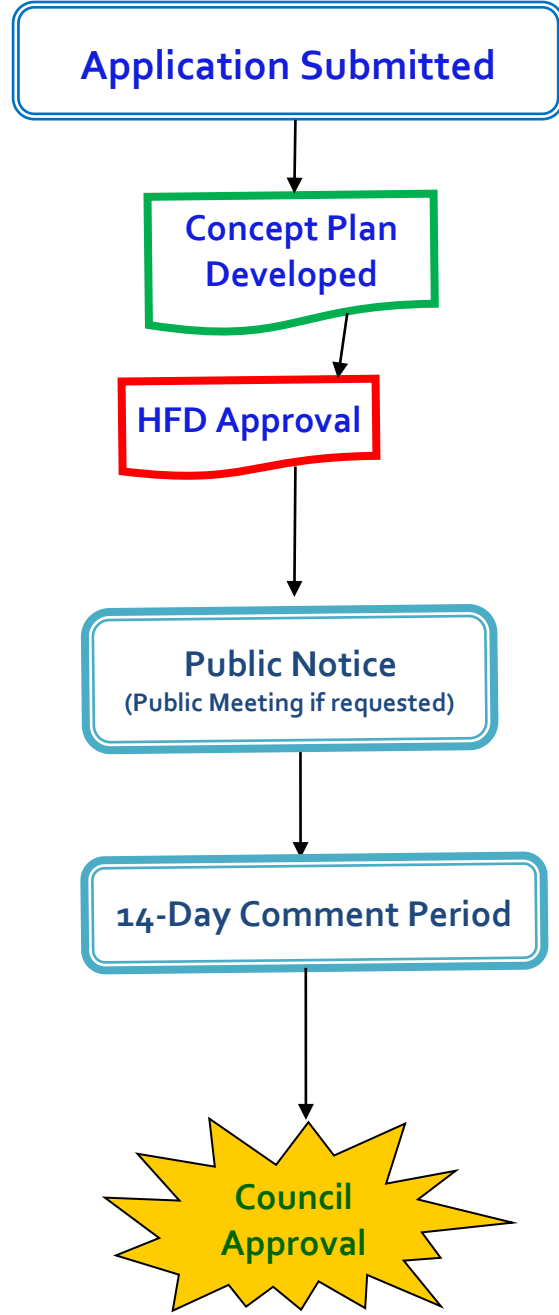 Application Submitted
Concept Plan
Developed
HFD Approval
Public Notice
(Public Meeting if requested)
14-Day Comment Period
Council
Approval